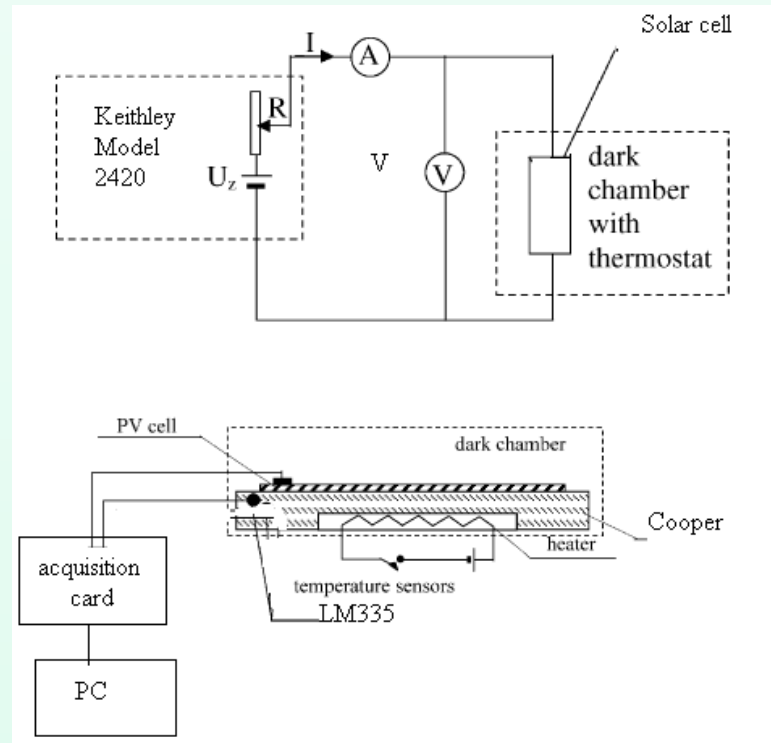 Solar cell
I
A
Keithley
Model
2420
R
U_z
V
V
dark
chamber
with
thermostat
PV cell
dark chamber
Cooper
heater
acquisition
card
temperature sensors
LM335
PC